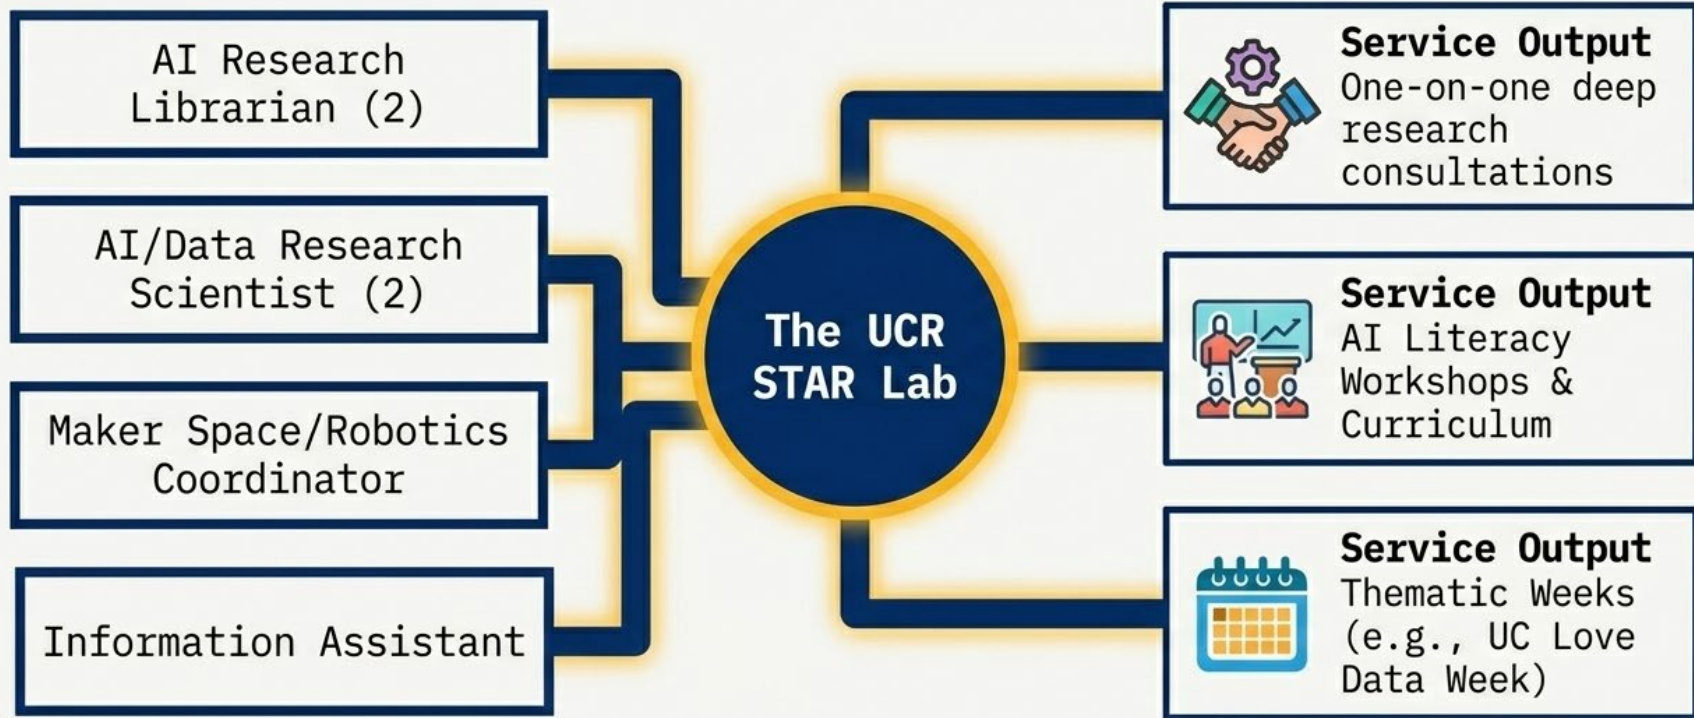 AI Research
Librarian (2)
AI/Data Research
Scientist (2)
Maker Space/Robotics
Coordinator
Information Assistant
The UCR
STAR Lab
Service Output
One-on-one deep
research
consultations
Service Output
AI Literacy
Workshops &
Curriculum
Service Output
Thematic Weeks
(e.g., UC Love
Data Week)